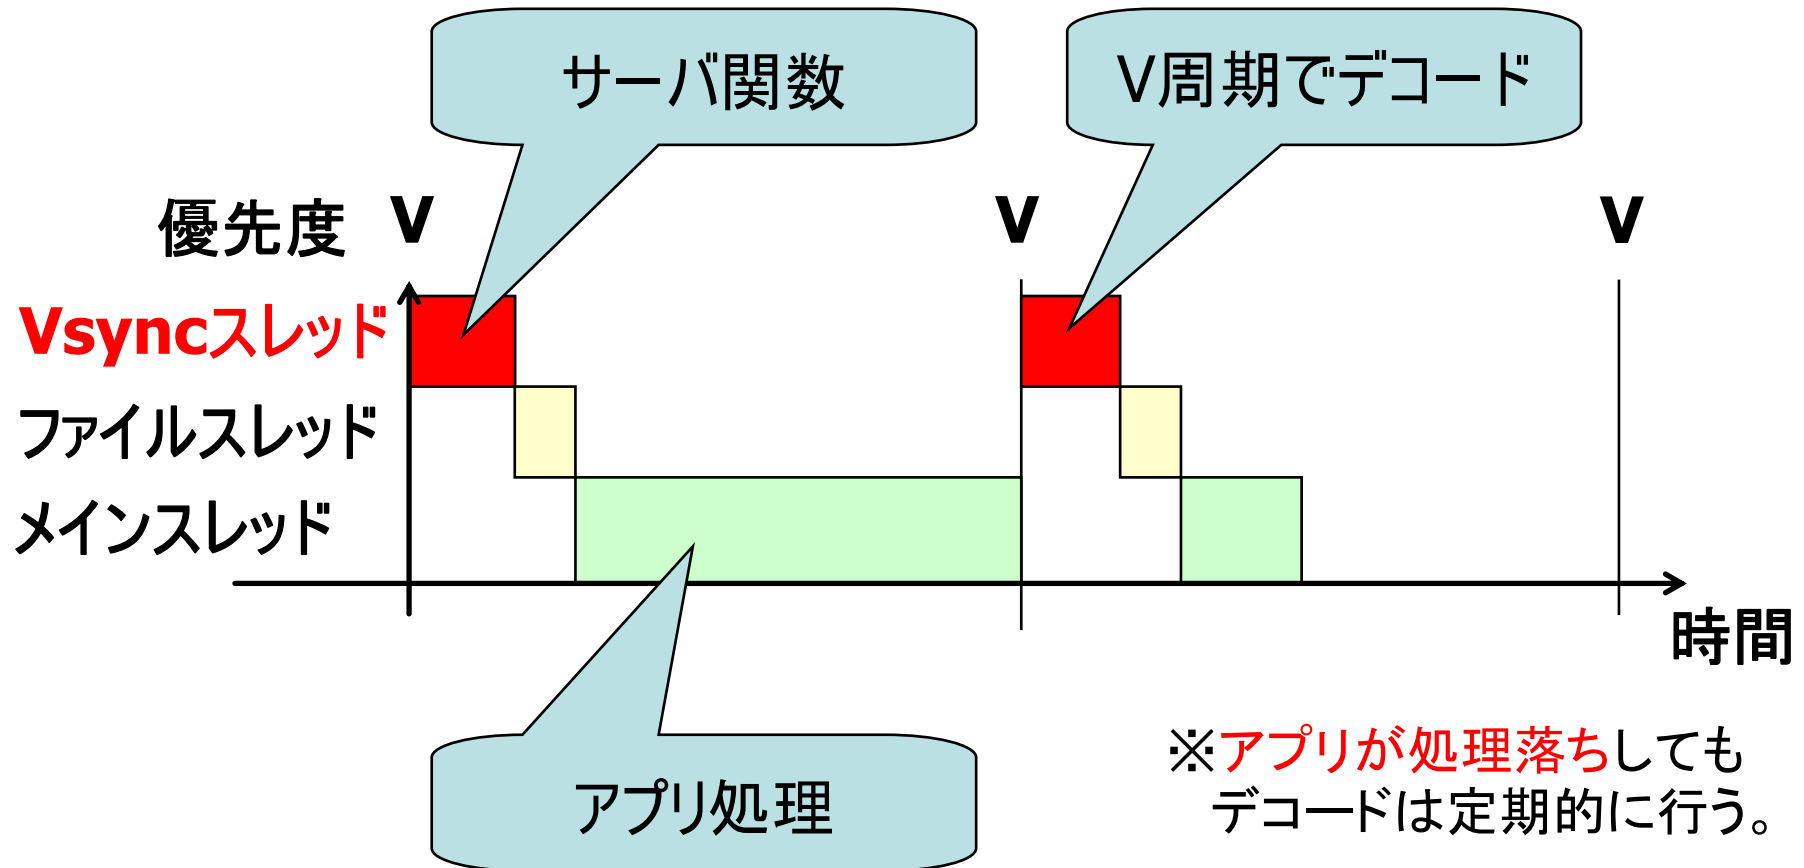 サーバ関数
V周期でデコード
優先度
V
V
V
Vsyncスレッド
ファイルスレッド
メインスレッド
時間
アプリ処理
※アプリが処理落ちしても
デコードは定期的に行う。